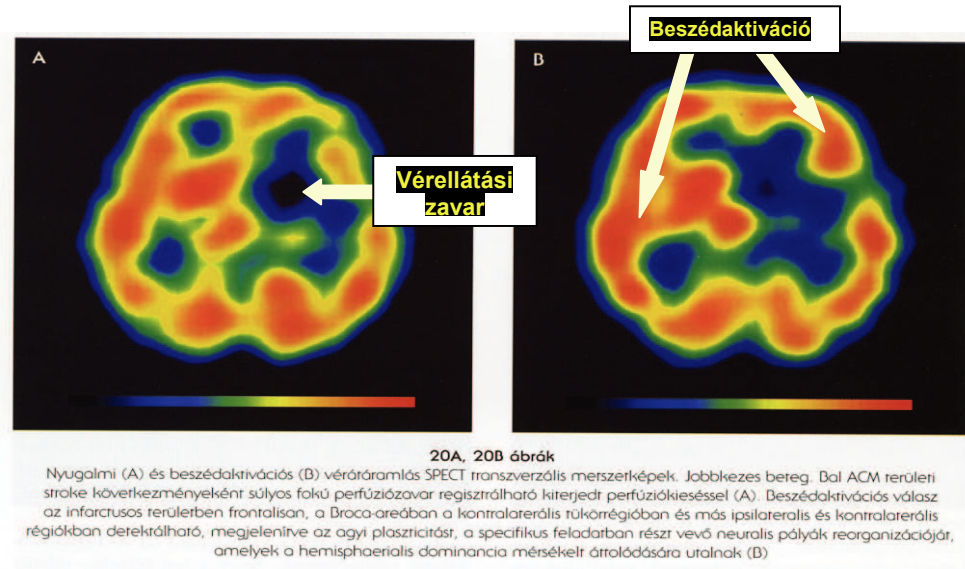 Beszédaktiváció
A
B
Vérellátási
zavar
20A, 20B ábrák
Nyugalmi (A) és beszédaktivációs (B) vérátáramlás SPECT transzverzális metszetképek. Jobbkezes beteg. Bal ACM területi
stroke következményeként súlyos fokú perfúziózavar regisztrálható kiterjedt perfúziókieséssel (A). Beszédaktivációs válasz
az infarctusos területben frontalisan, a Broca-areában a kontralaterális tükörrégióban és más ipsilateralis és kontralaterális
régiókban detektálható, megjelenítve az agyi plaszticitást, a specifikus feladatban részt vevő neuralis pályák reorganizációját,
amelyek a hemisphaerialis dominancia mérsékelt áttolódására utalnak (B)